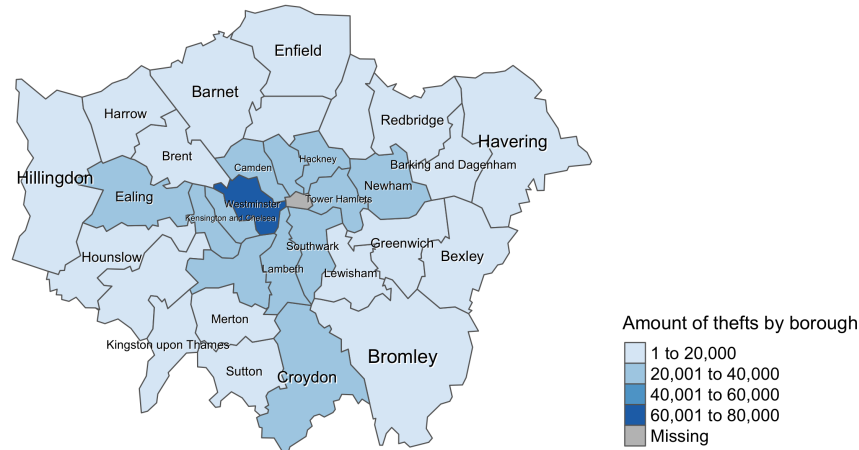 Enfield
Barnet
Harrow
Redbridge
Havering
Brent
Hackney
Camden
Barking and Dagenham
Hillingdon
Ealing
Newham
Tower Hamlets
Westminster
Kensington and Chelsea
Southwark
Greenwich
Hounslow
Bexley
Lambeth
Lewisham
Merton
Kingston upon Thames
Bromley
Sutton
Croydon
Amount of thefts by borough
1 to 20,000
20,001 to 40,000
40,001 to 60,000
60,001 to 80,000
Missing